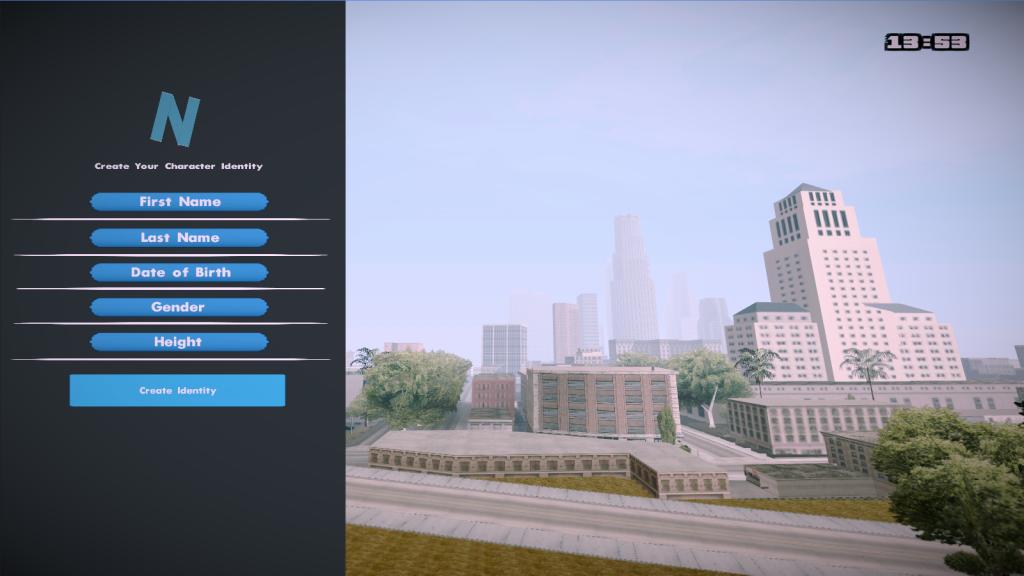 N
Create Your Character Identity
First Name
Last Name
Date of Birth
Gender
Height
Create Identity
13:53